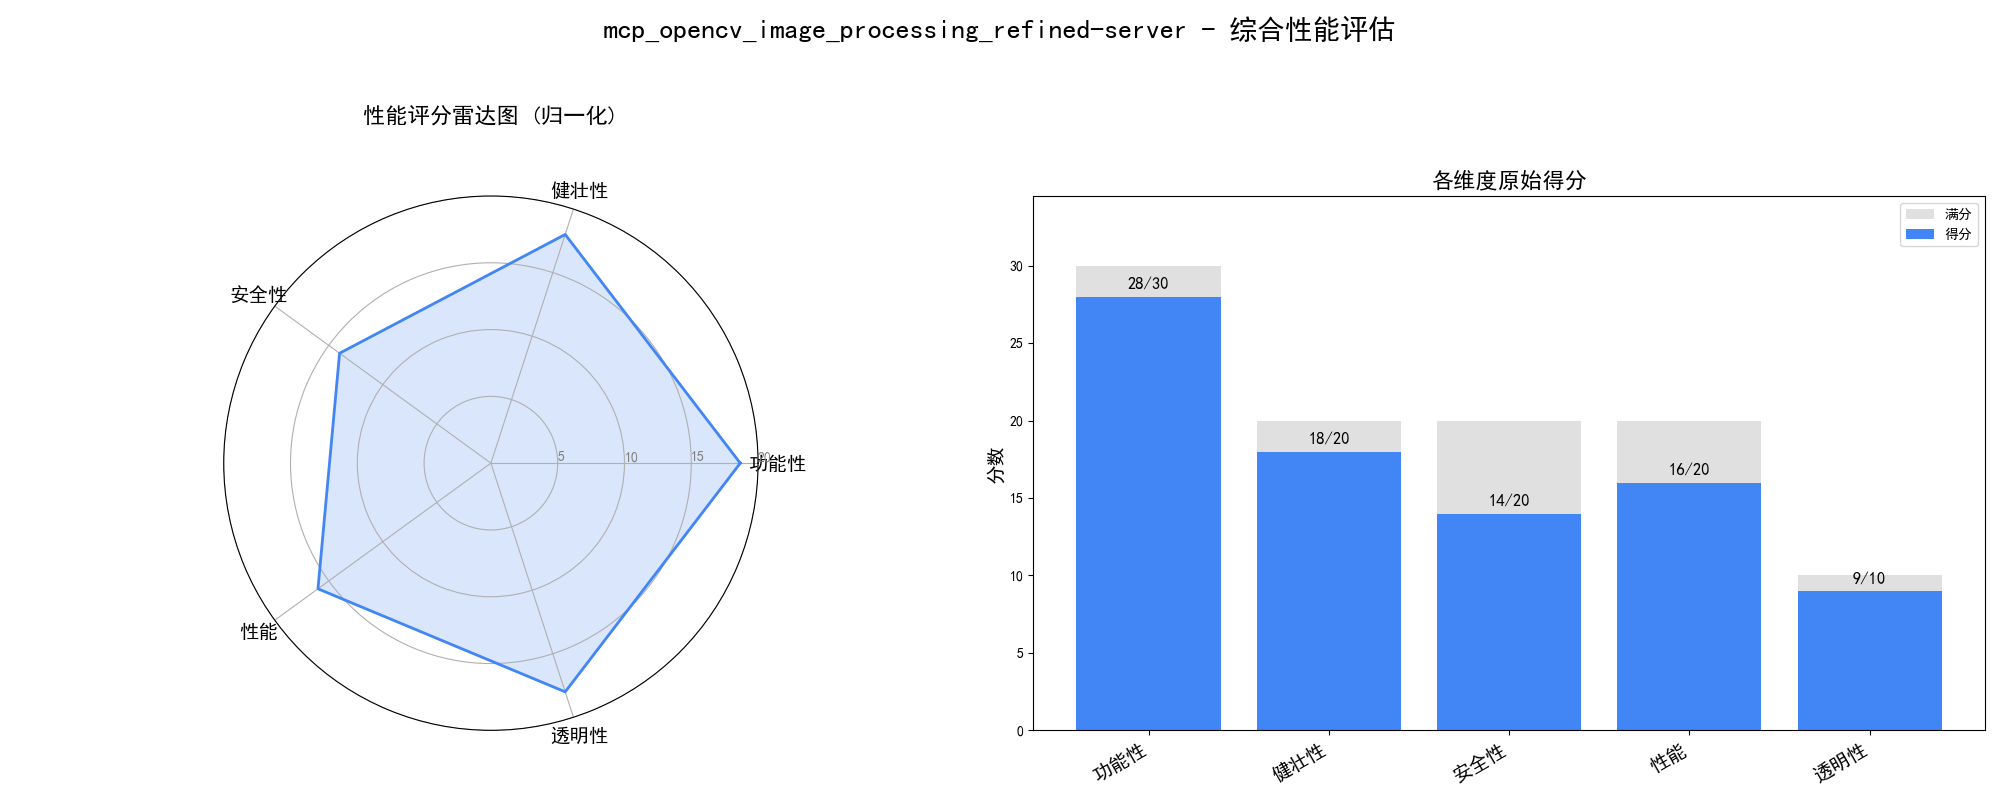 mcp_opencv_image_processing_refined-server - 综合性能评估
性能评分雷达图 (归一化)
健壮性
安全性
功能性
性能
透明性
5
10
15
20
各维度原始得分
满分
得分
分数
30
25
20
15
10
5
0
28/30
18/20
14/20
16/20
9/10
功能性
健壮性
安全性
性能
透明性